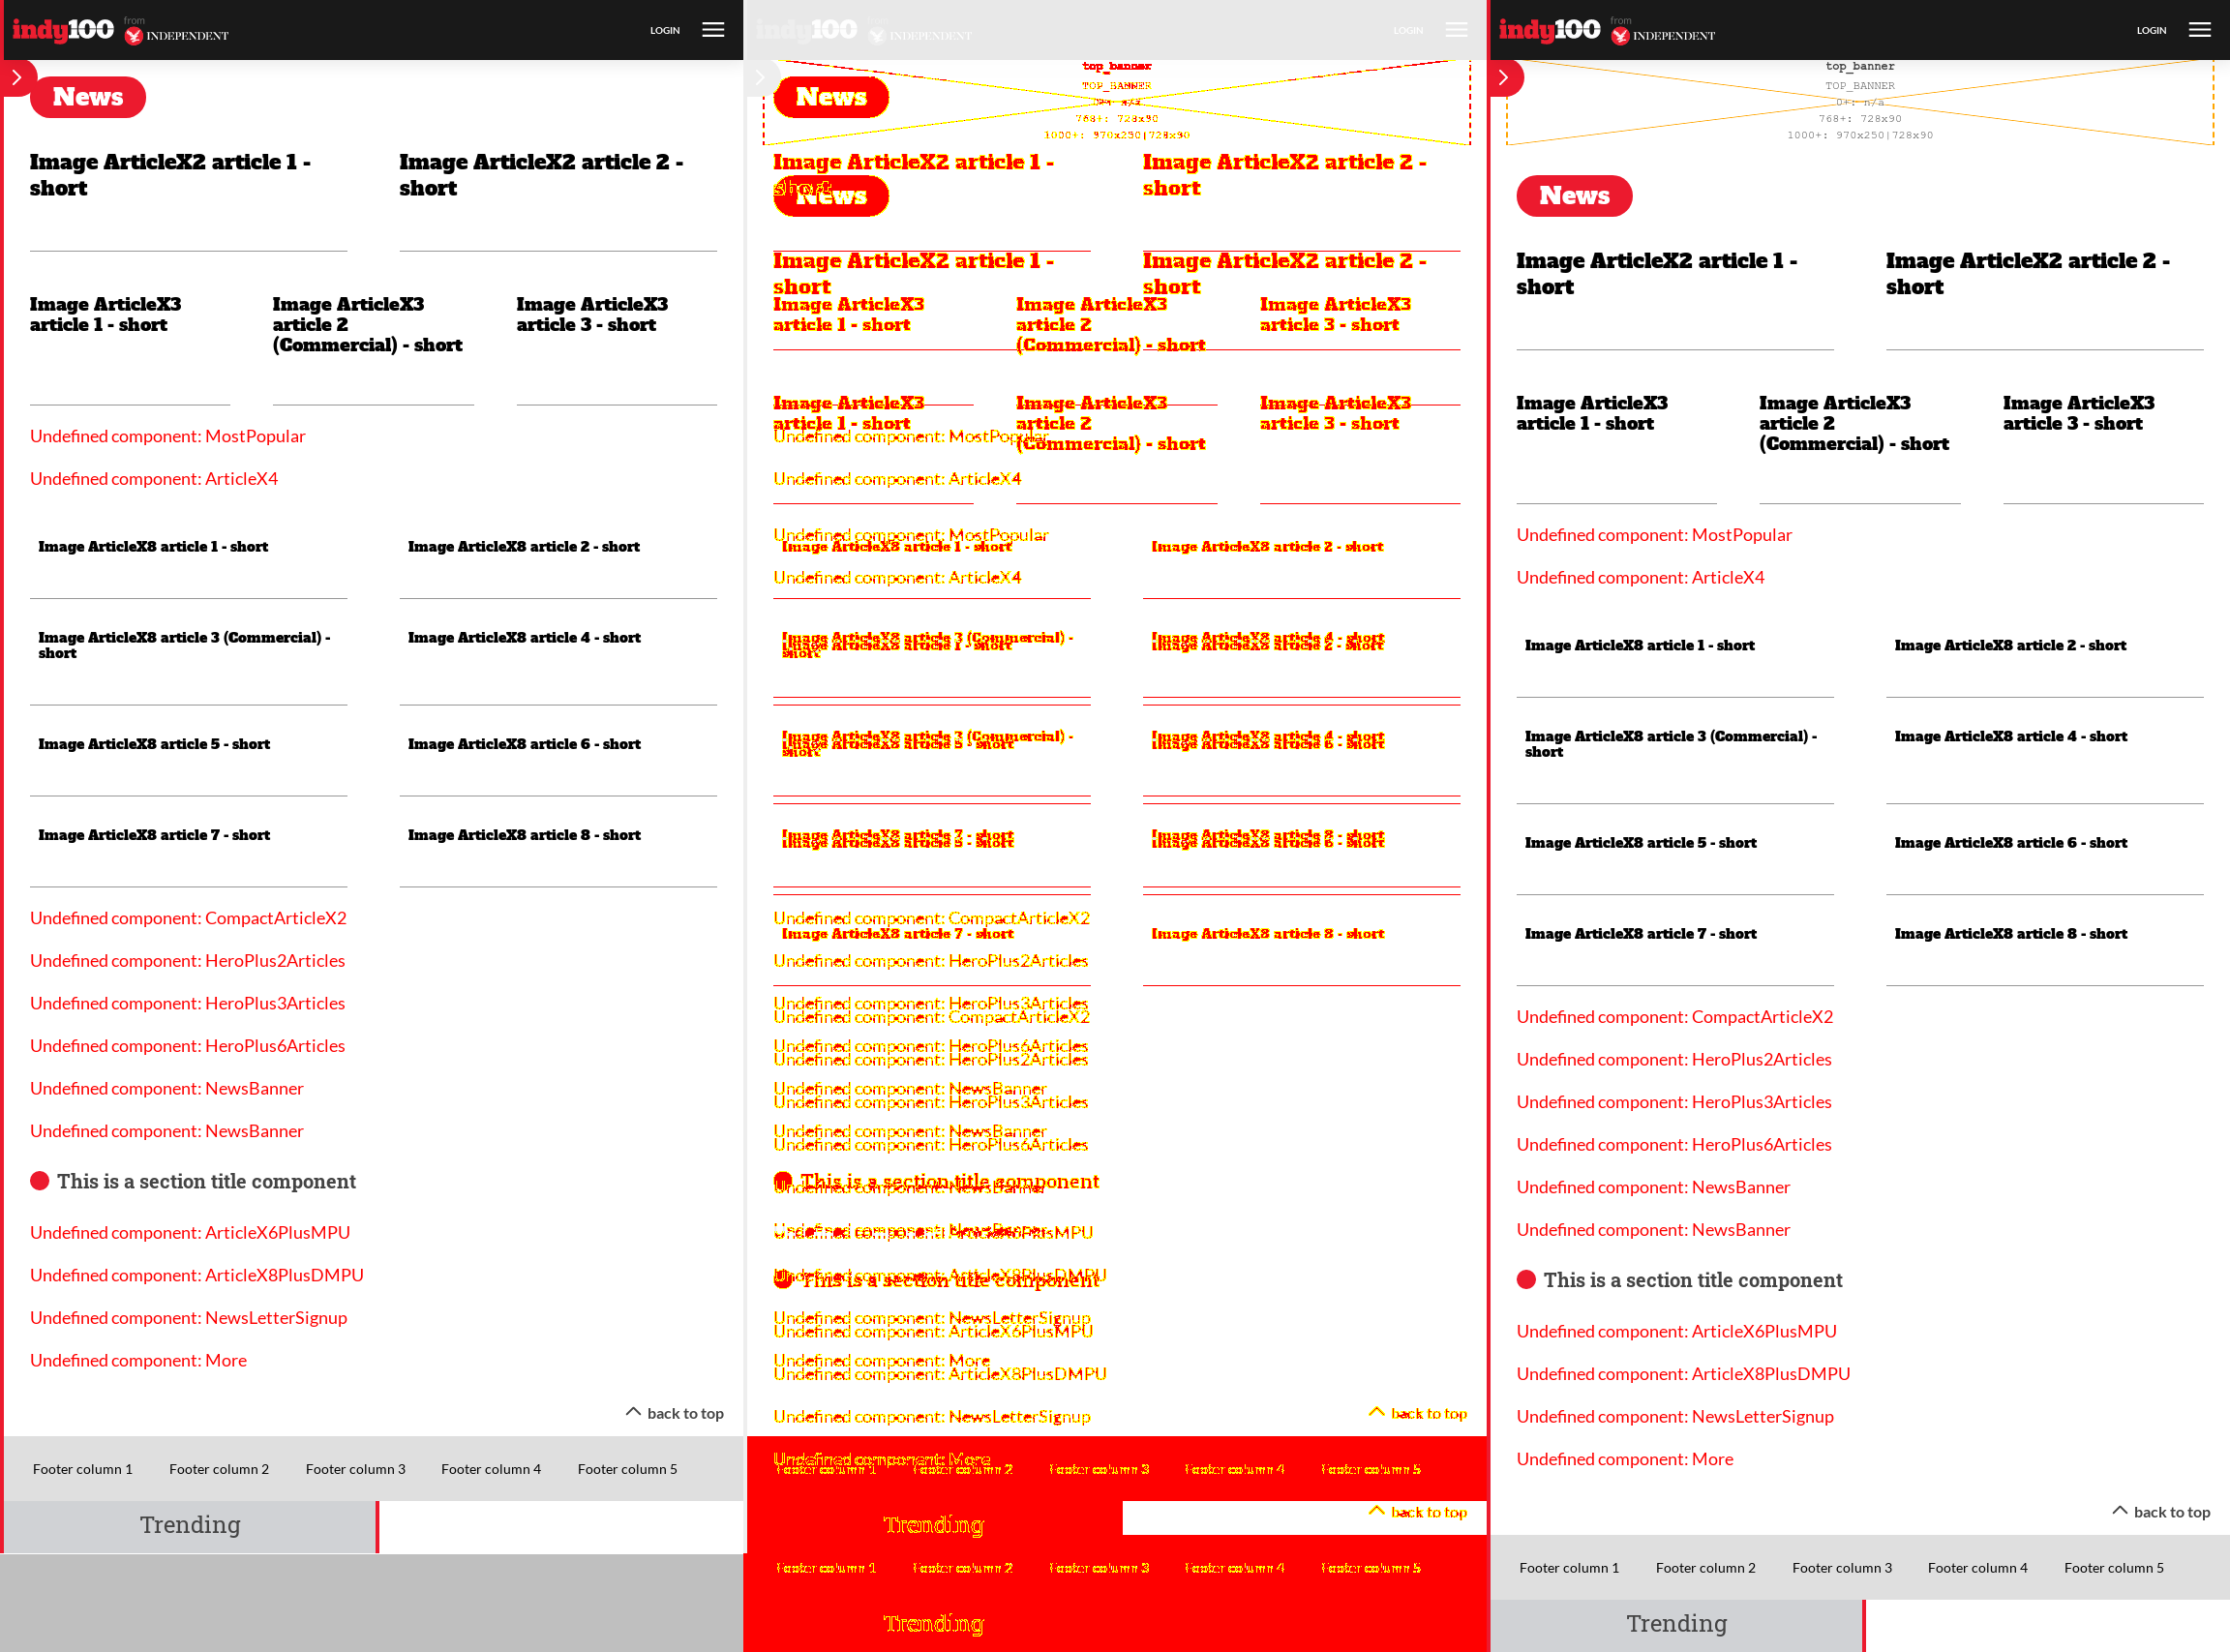 indy100 from INDEPENDENT
LOGIN
News
Image ArticleX2 article 1 - short
Image ArticleX2 article 2 - short
Image ArticleX3 article 1 - short
Image ArticleX3 article 2 (Commercial) - short
Image ArticleX3 article 3 - short
Undefined component: MostPopular
Undefined component: ArticleX4
Image ArticleX8 article 1 - short
Image ArticleX8 article 2 - short
Image ArticleX8 article 3 (Commercial) - short
Image ArticleX8 article 4 - short
Image ArticleX8 article 5 - short
Image ArticleX8 article 6 - short
Image ArticleX8 article 7 - short
Image ArticleX8 article 8 - short
Undefined component: CompactArticleX2
Undefined component: HeroPlus2Articles
Undefined component: HeroPlus3Articles
Undefined component: HeroPlus6Articles
Undefined component: NewsBanner
Undefined component: NewsBanner
This is a section title component
Undefined component: ArticleX6PlusMPU
Undefined component: ArticleX8PlusDMPU
Undefined component: NewsLetterSignup
Undefined component: More
back to top
Footer column 1
Footer column 2
Footer column 3
Footer column 4
Footer column 5
Trending
indy100 from INDEPENDENT
LOGIN
top_banner
TOP_BANNER
0+: n/a
768+: 728x90
1000+: 970x250|728x90
News
Image ArticleX2 article 1 - short
Image ArticleX2 article 2 - short
News
Image ArticleX2 article 1 - short
Image ArticleX2 article 2 - short
Image ArticleX3 article 1 - short
Image ArticleX3 article 2 (Commercial) - short
Image ArticleX3 article 3 - short
Image ArticleX3 article 1 - short
Image ArticleX3 article 2 (Commercial) - short
Image ArticleX3 article 3 - short
Undefined component: MostPopular
Undefined component: ArticleX4
Undefined component: MostPopular
Image ArticleX8 article 1 - short
Image ArticleX8 article 2 - short
Undefined component: ArticleX4
Image ArticleX8 article 3 (Commercial) - short
Image ArticleX8 article 4 - short
Image ArticleX8 article 1 - short
Image ArticleX8 article 2 - short
Image ArticleX8 article 3 (Commercial) - short
Image ArticleX8 article 4 - short
Image ArticleX8 article 5 - short
Image ArticleX8 article 6 - short
Image ArticleX8 article 7 - short
Image ArticleX8 article 8 - short
Image ArticleX8 article 5 - short
Image ArticleX8 article 6 - short
Undefined component: CompactArticleX2
Image ArticleX8 article 7 - short
Image ArticleX8 article 8 - short
Undefined component: HeroPlus2Articles
Undefined component: HeroPlus3Articles
Undefined component: CompactArticleX2
Undefined component: HeroPlus6Articles
Undefined component: HeroPlus2Articles
Undefined component: NewsBanner
Undefined component: HeroPlus3Articles
Undefined component: NewsBanner
Undefined component: HeroPlus6Articles
This is a section title component
Undefined component: NewsBanner
Undefined component: NewsBanner
Undefined component: ArticleX6PlusMPU
Undefined component: ArticleX8PlusDMPU
This is a section title component
Undefined component: NewsLetterSignup
Undefined component: ArticleX6PlusMPU
Undefined component: More
Undefined component: ArticleX8PlusDMPU
back to top
Undefined component: NewsLetterSignup
Undefined component: More
Footer column 1
Footer column 2
Footer column 3
Footer column 4
Footer column 5
back to top
Trending
Footer column 1
Footer column 2
Footer column 3
Footer column 4
Footer column 5
Trending
indy100 from INDEPENDENT
LOGIN
top_banner
TOP_BANNER
0+: n/a
768+: 728x90
1000+: 970x250|728x90
News
Image ArticleX2 article 1 - short
Image ArticleX2 article 2 - short
Image ArticleX3 article 1 - short
Image ArticleX3 article 2 (Commercial) - short
Image ArticleX3 article 3 - short
Undefined component: MostPopular
Undefined component: ArticleX4
Image ArticleX8 article 1 - short
Image ArticleX8 article 2 - short
Image ArticleX8 article 3 (Commercial) - short
Image ArticleX8 article 4 - short
Image ArticleX8 article 5 - short
Image ArticleX8 article 6 - short
Image ArticleX8 article 7 - short
Image ArticleX8 article 8 - short
Undefined component: CompactArticleX2
Undefined component: HeroPlus2Articles
Undefined component: HeroPlus3Articles
Undefined component: HeroPlus6Articles
Undefined component: NewsBanner
Undefined component: NewsBanner
This is a section title component
Undefined component: ArticleX6PlusMPU
Undefined component: ArticleX8PlusDMPU
Undefined component: NewsLetterSignup
Undefined component: More
back to top
Footer column 1
Footer column 2
Footer column 3
Footer column 4
Footer column 5
Trending